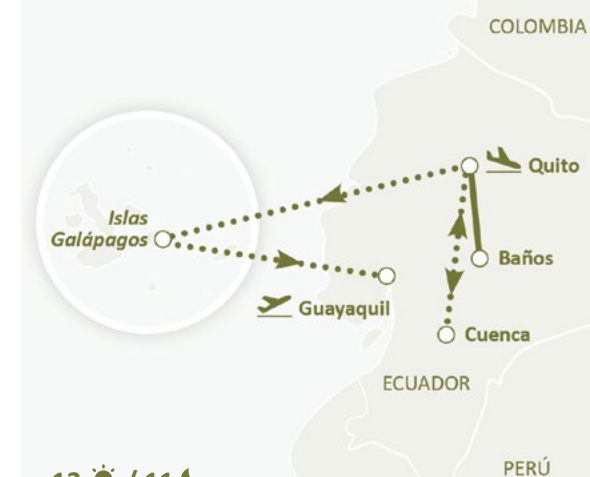 COLOMBIA
Quito
Islas
Galápagos
Baños
Guayaquil
Cuenca
ECUADOR
PERÚ